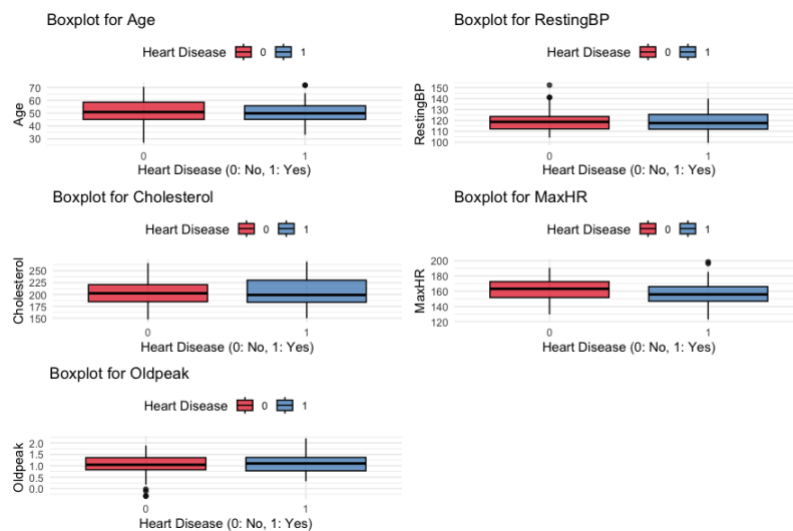 Boxplot for Age
Heart Disease 0 1
Age
70
60
50
40
30
0 1
Heart Disease (0: No, 1: Yes)
Boxplot for RestingBP
Heart Disease 0 1
RestingBP
150
140
130
120
110
100
0 1
Heart Disease (0: No, 1: Yes)
Boxplot for Cholesterol
Heart Disease 0 1
Cholesterol
250
225
200
175
150
0 1
Heart Disease (0: No, 1: Yes)
Boxplot for MaxHR
Heart Disease 0 1
MaxHR
200
180
160
140
120
0 1
Heart Disease (0: No, 1: Yes)
Boxplot for Oldpeak
Heart Disease 0 1
Oldpeak
2.0
1.5
1.0
0.5
0.0
0 1
Heart Disease (0: No, 1: Yes)